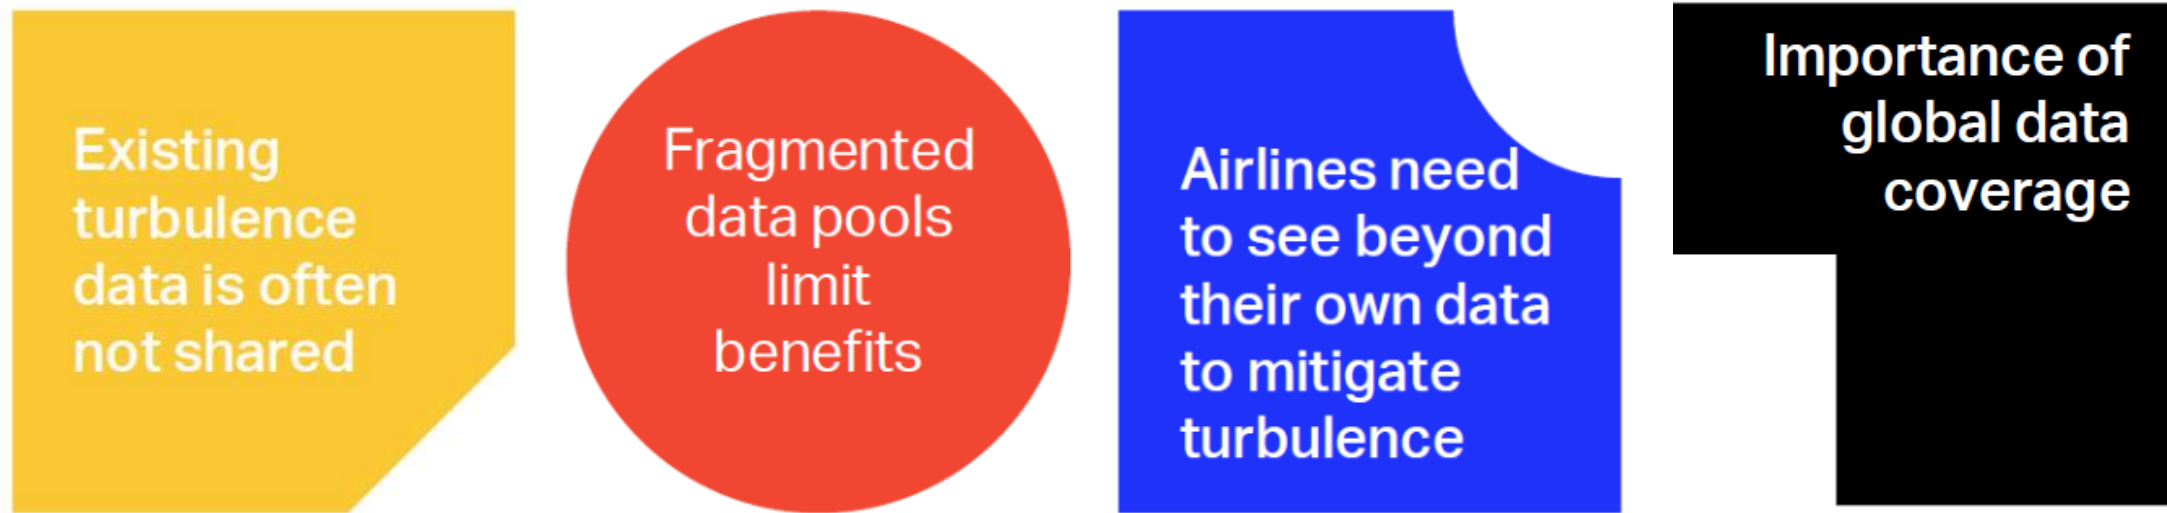 Existing
turbulence
data is often
not shared
Fragmented
data pools
limit
benefits
Airlines need
to see beyond
their own data
to mitigate
turbulence
Importance of
global data
coverage